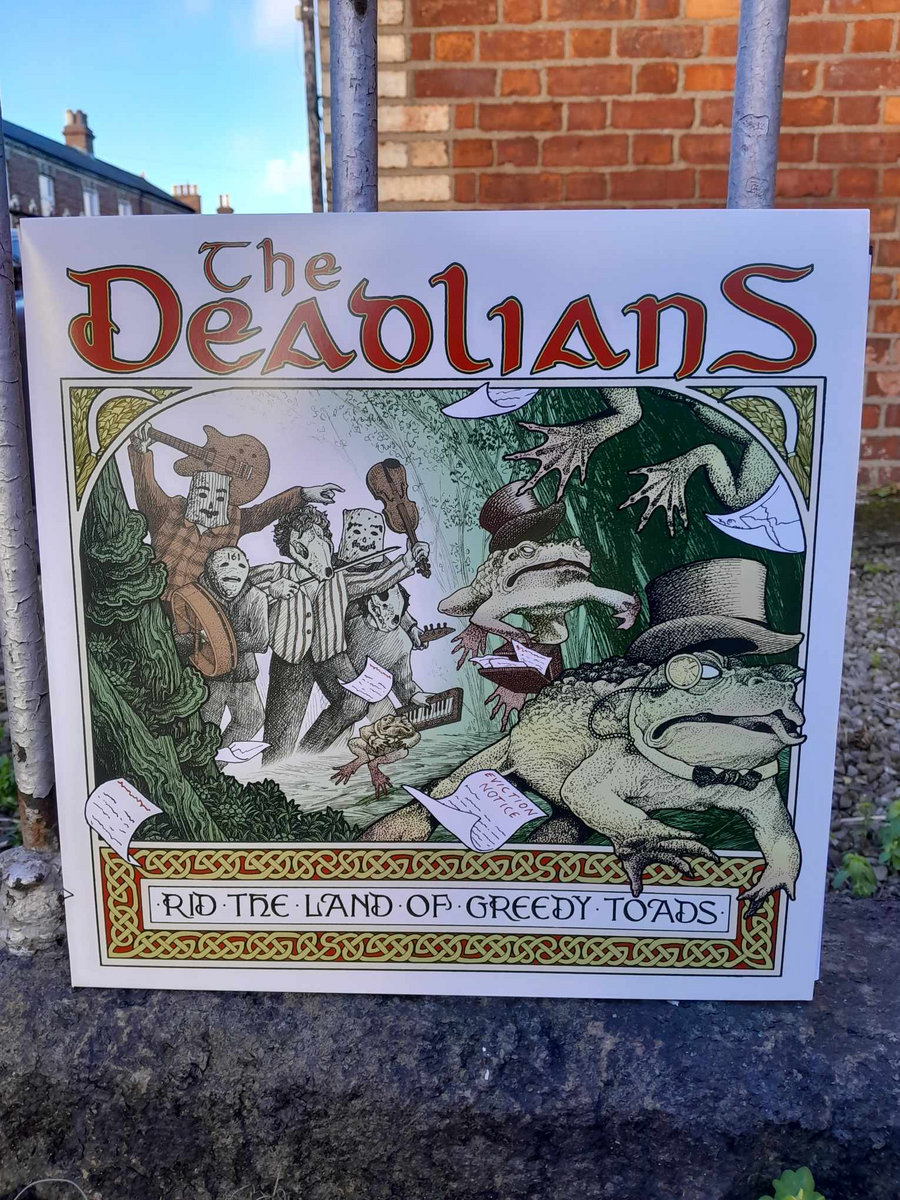 The
Deadlians
EVICTION
NOTICE
RID · THE · LAND · OF · GREEDY · TOADS ·